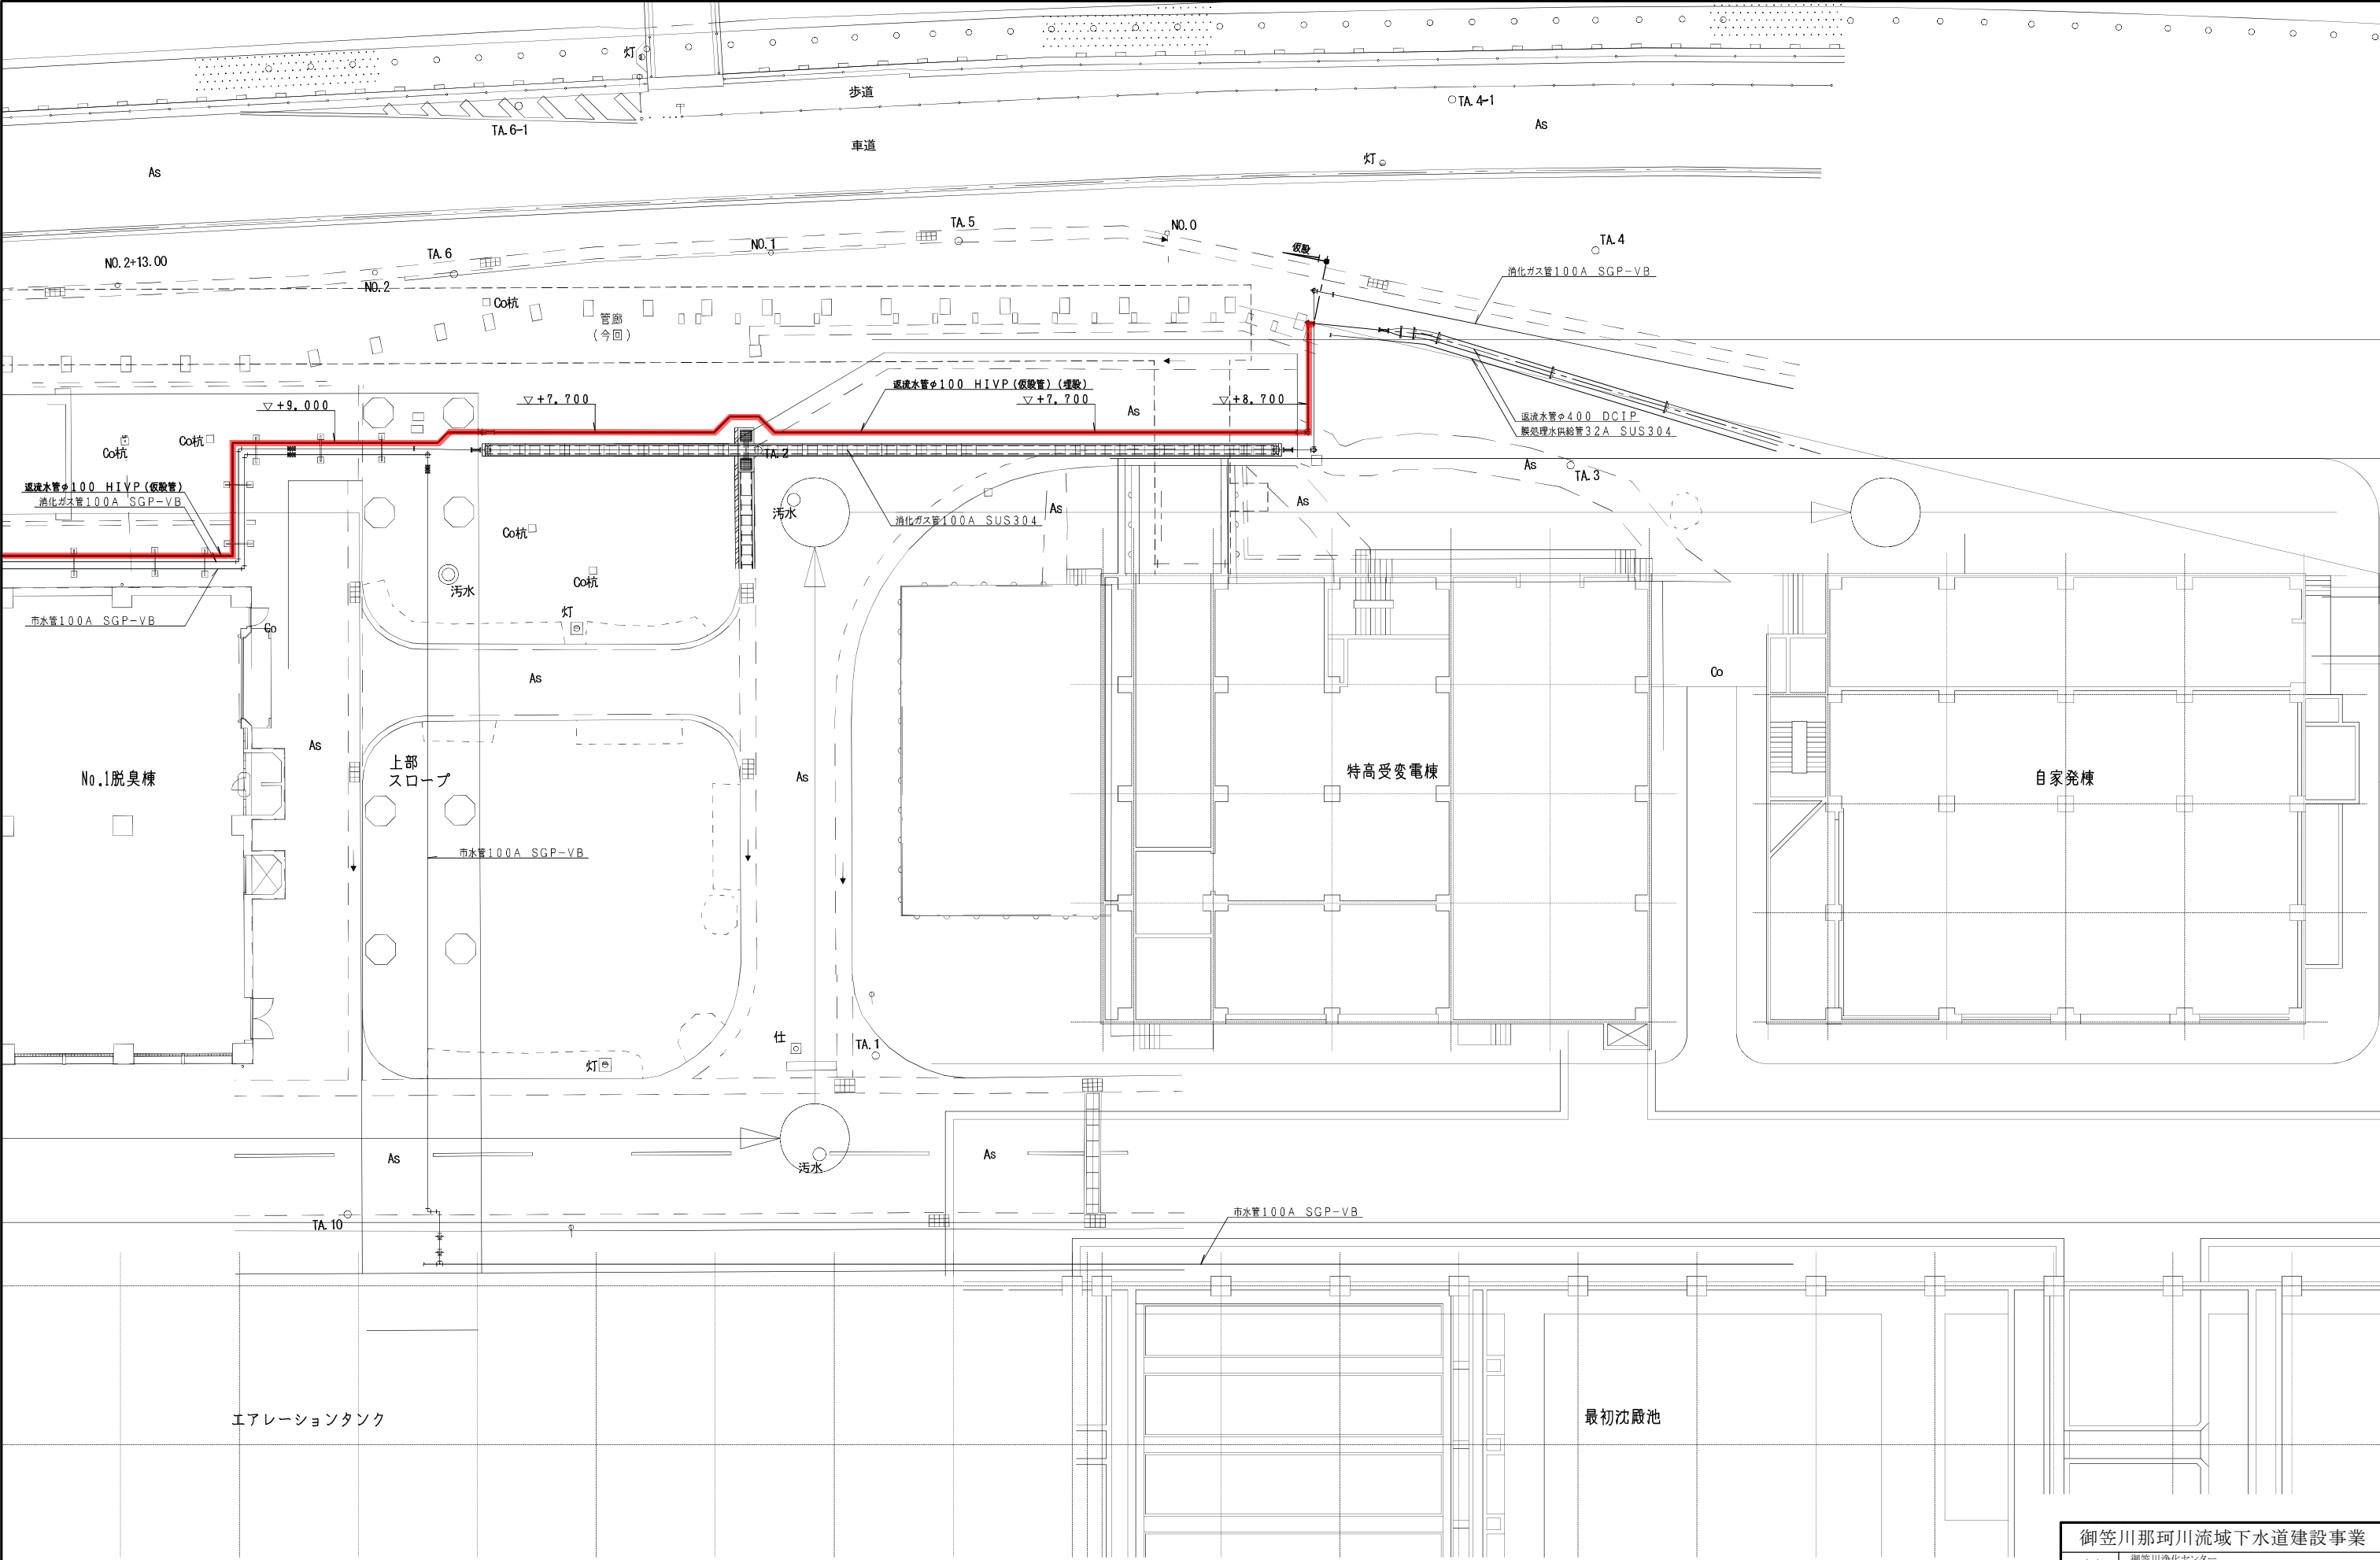 灯
歩道
TA.4-1
TA.6-1
As
車道
灯
As
TA.5
NO.0
NO.1
TA.6
TA.4
NO.2+13.00
仮設
消化ガス管100A SGP-VB
NO.2
Co杭
管廊
(今回)
返流水管φ100 HIVP(仮設管)(埋設)
▽+9.000
▽+7.700
▽+7.700
▽+8.700
As
返流水管φ400 DCIP
膜処理水供給管32A SUS304
Co杭
Co杭
TA.2
As
TA.3
返流水管φ100 HIVP(仮設管)
消化ガス管100A SGP-VB
汚水
As
As
消化ガス管100A SUS304
Co杭
Co杭
汚水
灯
市水管100A SGP-VB
Co
As
Co
As
上部
スロープ
No.1脱臭棟
As
特高受変電棟
自家発棟
市水管100A SGP-VB
仕
TA.1
灯
As
As
汚水
TA.10
市水管100A SGP-VB
エアレーションタンク
最初沈殿池
御笠川那珂川流域下水道建設事業
御笠川浄化センター